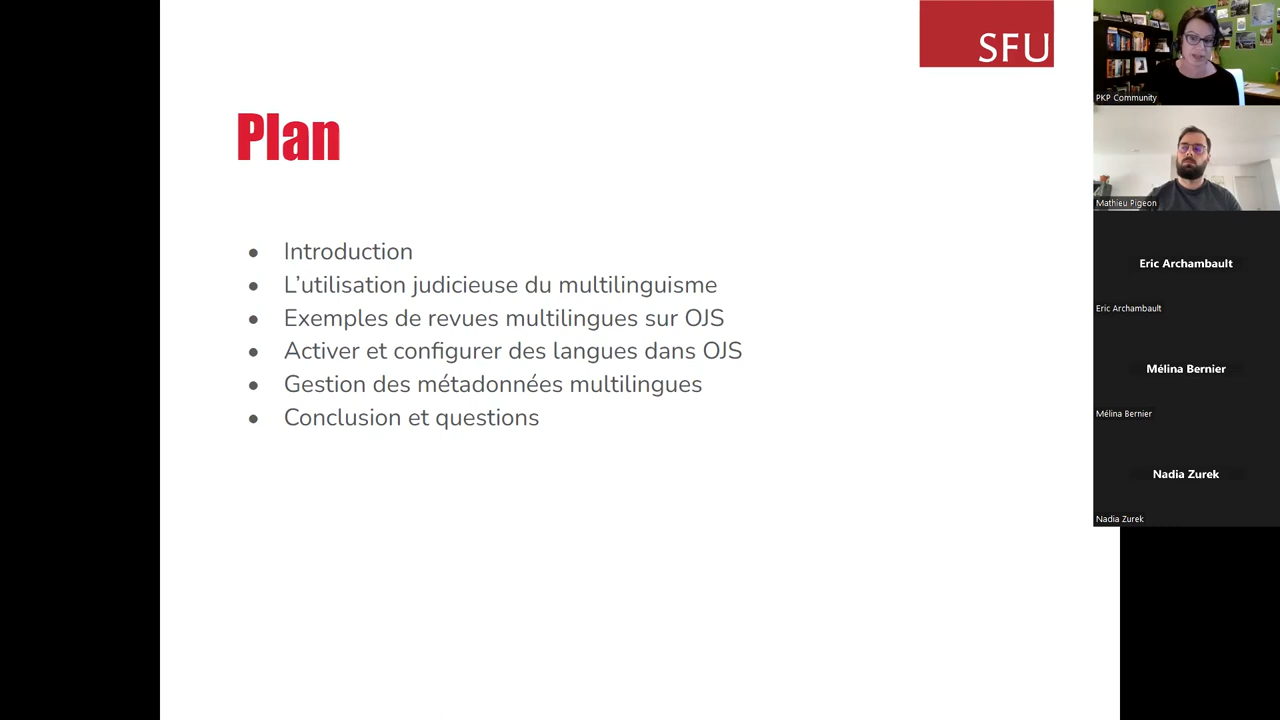 SFU
Plan
● Introduction
● L’utilisation judicieuse du multilinguisme
● Exemples de revues multilingues sur OJS
● Activer et configurer des langues dans OJS
● Gestion des métadonnées multilingues
● Conclusion et questions
PKP Community
Mathieu Pigeon
Eric Archambault
Eric Archambault
Mélina Bernier
Mélina Bernier
Nadia Zurek
Nadia Zurek